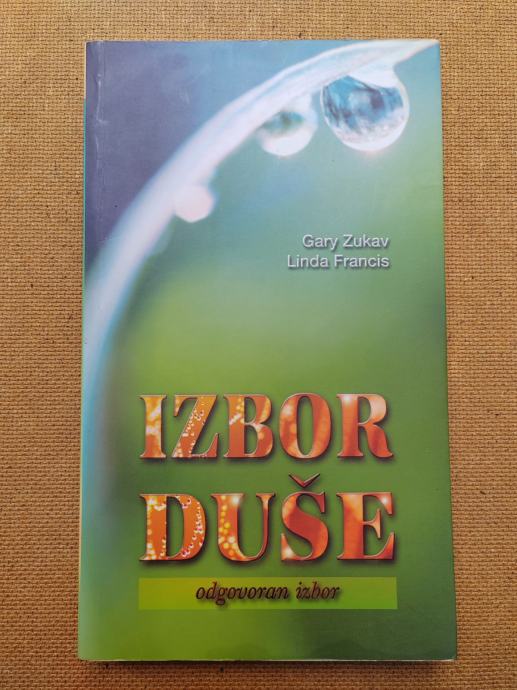 Gary Zukav
Linda Francis
IZBOR
DUŠE
odgovoran izbor